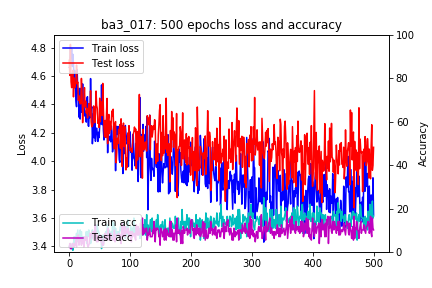 ba3_017: 500 epochs loss and accuracy
Train loss
Test loss
Train acc
Test acc
Loss
4.8
4.6
4.4
4.2
4.0
3.8
3.6
3.4
0
100
200
300
400
500
100
80
60
40
20
0
Accuracy